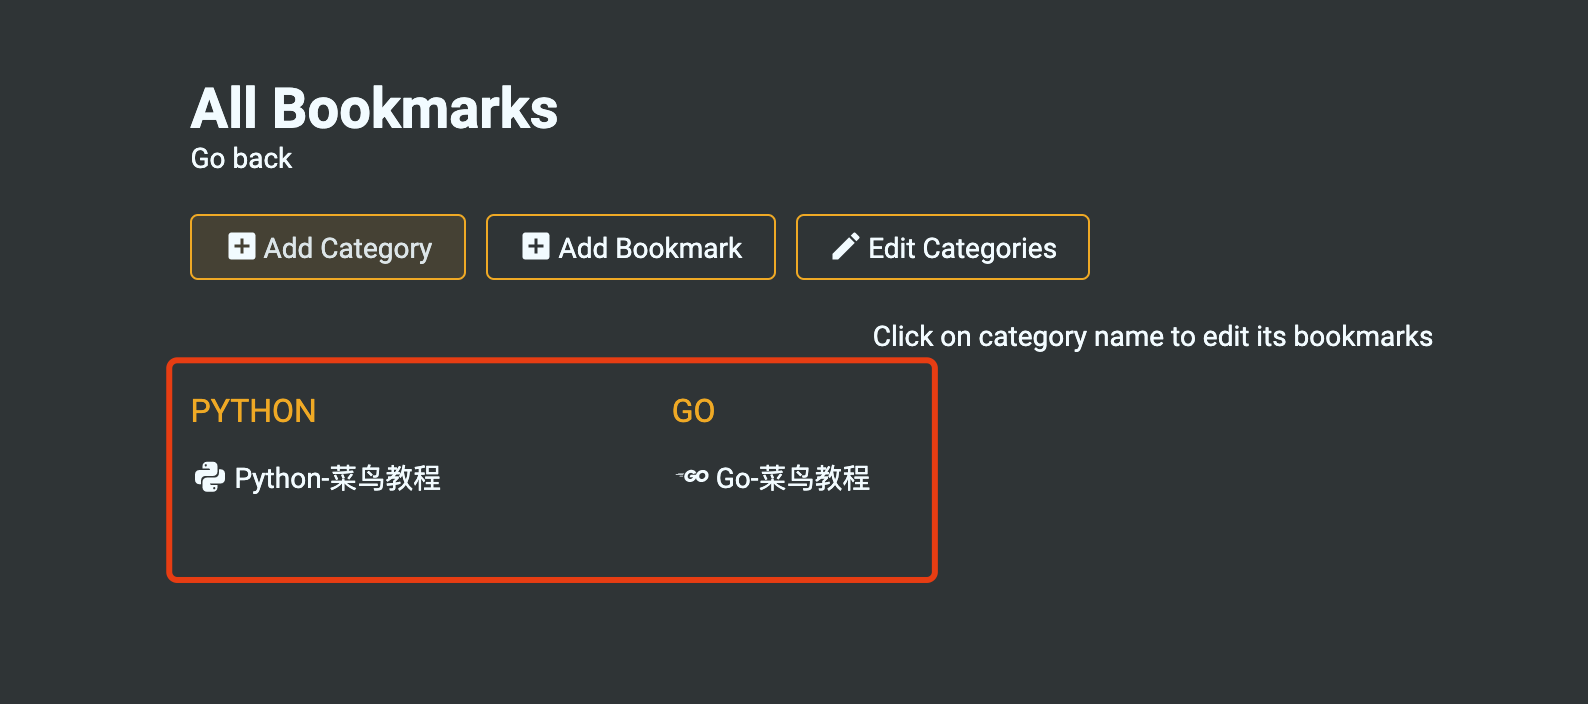 All Bookmarks
Go back
Add Category
Add Bookmark
Edit Categories
Click on category name to edit its bookmarks
PYTHON
GO
Python-菜鸟教程
GO Go-菜鸟教程